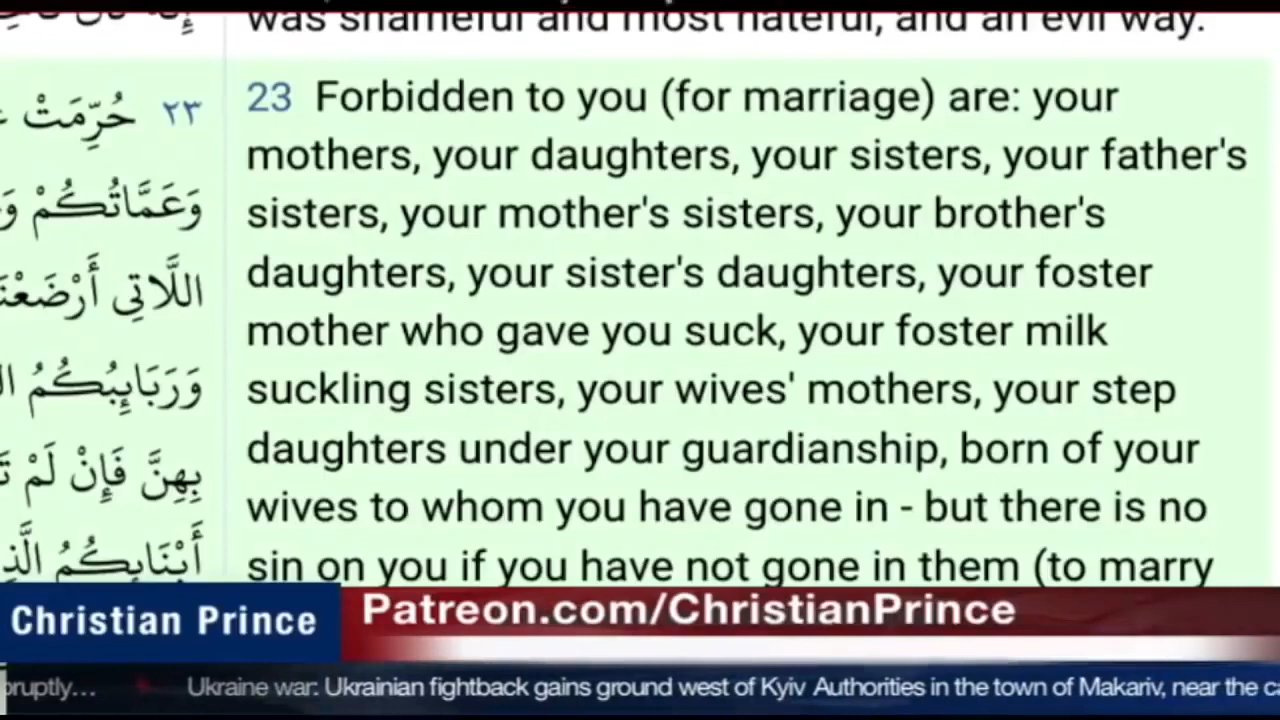 was shameful and most hateful, and an evil way.
23 Forbidden to you (for marriage) are: your
mothers, your daughters, your sisters, your father's
sisters, your mother's sisters, your brother's
daughters, your sister's daughters, your foster
mother who gave you suck, your foster milk
suckling sisters, your wives' mothers, your step
daughters under your guardianship, born of your
wives to whom you have gone in - but there is no
sin on you if you have not gone in them (to marry
٢٣ حُرِّمَتْ
وَعَمَّاتُكُمْ
اللَّاتِي أَرْضَعْنَ
وَرَبَائِبُكُمُ
بِهِنَّ فَإِنْ لَمْ
أَبْنَائِكُمُ
Christian Prince
Patreon.com/ChristianPrince
Ukraine war: Ukrainian fightback gains ground west of Kyiv Authorities in the town of Makariv, near the